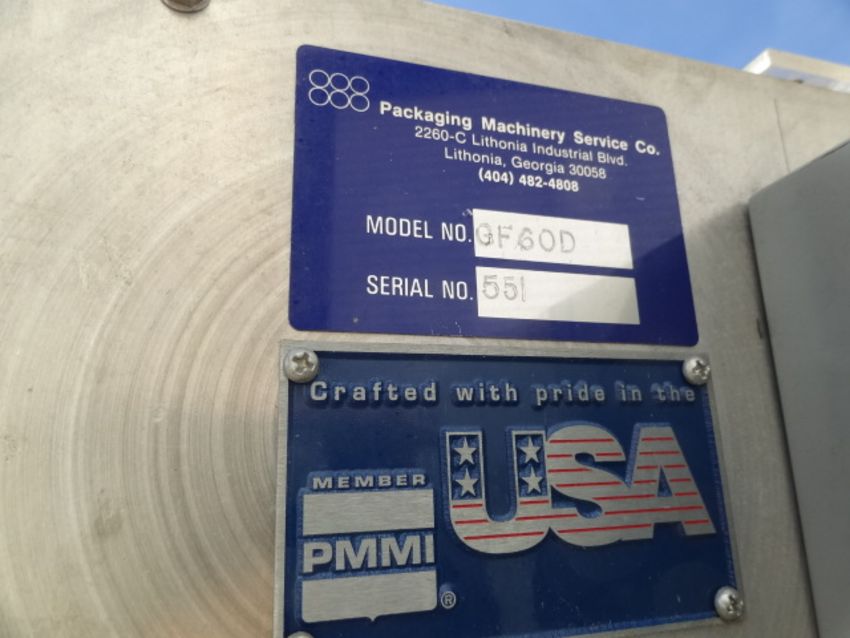 Packaging Machinery Service Co.
2260-C Lithonia Industrial Blvd.
Lithonia, Georgia 30058
(404) 482-4808
MODEL NO. GF60D
SERIAL NO. 551
Crafted with pride in the
USA
MEMBER
PMMI
®